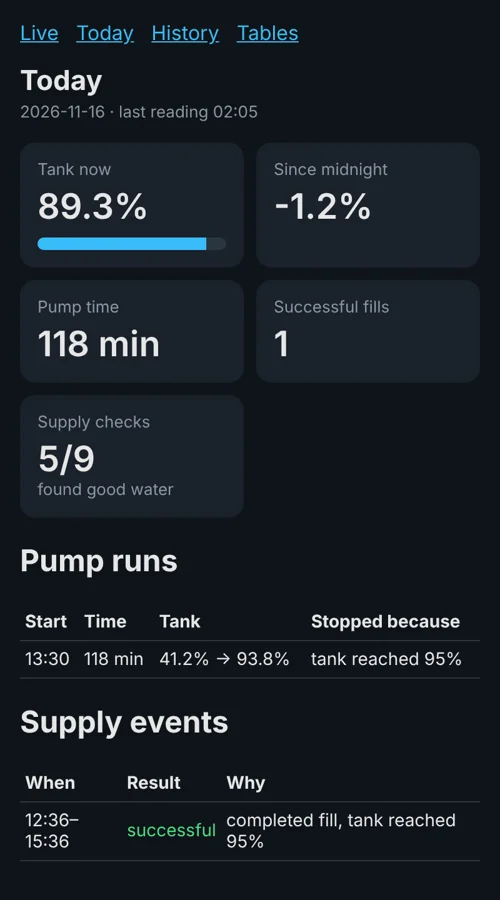 Live Today History Tables
Today
2026-11-16 · last reading 02:05
Tank now
89.3%
Since midnight
-1.2%
Pump time
118 min
Successful fills
1
Supply checks
5/9
found good water
Pump runs
Start Time Tank Stopped because
13:30 118 min 41.2% → 93.8% tank reached 95%
Supply events
When Result Why
12:36–
15:36
successful
completed fill, tank reached
95%